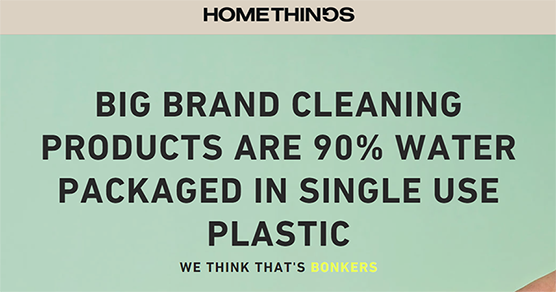 HOMETHINGS
BIG BRAND CLEANING
PRODUCTS ARE 90% WATER
PACKAGED IN SINGLE USE
PLASTIC
WE THINK THAT'S BONKERS